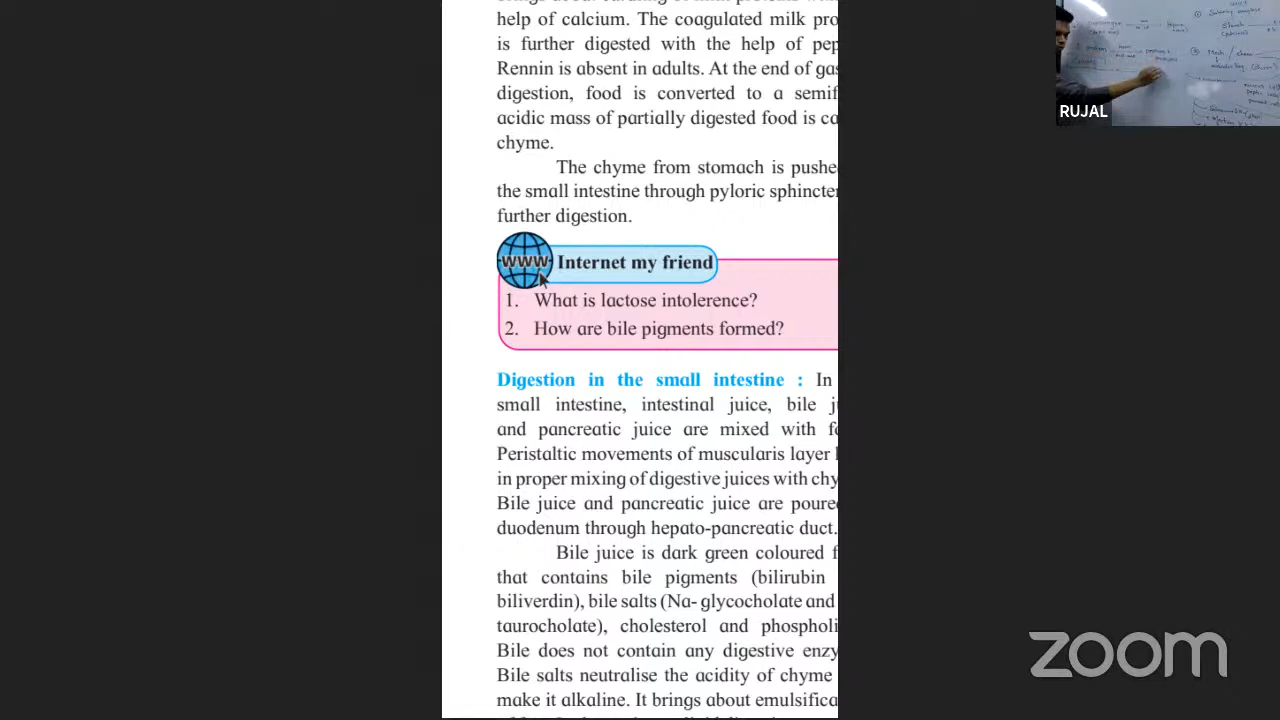 help of calcium. The coagulated milk pro
is further digested with the help of pep
Rennin is absent in adults. At the end of gas
digestion, food is converted to a semif
acidic mass of partially digested food is ca
chyme.
The chyme from stomach is pushe
the small intestine through pyloric sphincter
further digestion.
www Internet my friend
1. What is lactose intolerence?
2. How are bile pigments formed?
Digestion in the small intestine : In
small intestine, intestinal juice, bile ju
and pancreatic juice are mixed with fo
Peristaltic movements of muscularis layer h
in proper mixing of digestive juices with chy
Bile juice and pancreatic juice are poure
duodenum through hepato-pancreatic duct.
Bile juice is dark green coloured f
that contains bile pigments (bilirubin
biliverdin), bile salts (Na- glycocholate and
taurocholate), cholesterol and phospholi
Bile does not contain any digestive enzy
Bile salts neutralise the acidity of chyme
make it alkaline. It brings about emulsifica
RUJAL
zoom